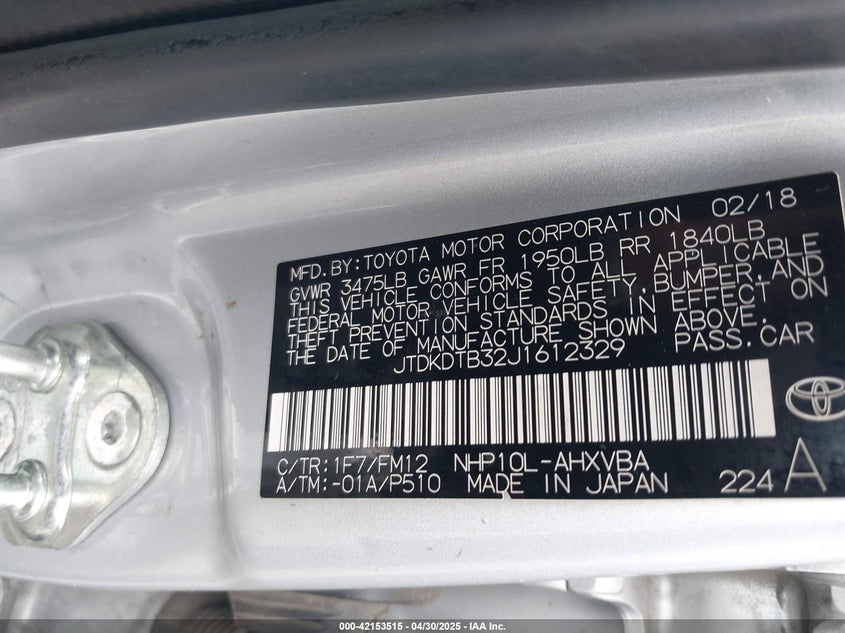 MFD. BY: TOYOTA MOTOR CORPORATION 02/18
GVWR 3475LB GAWR FR 1950LB RR 1840LB
THIS VEHICLE CONFORMS TO ALL APPLICABLE
FEDERAL MOTOR VEHICLE SAFETY, BUMPER, AND
THEFT PREVENTION STANDARDS IN EFFECT ON
THE DATE OF MANUFACTURE SHOWN ABOVE.
JTDKDTB32J1612329 PASS. CAR
C/TR: 1F7/FM12 NHP10L-AHXVBA
A/TM: -01A/P510 MADE IN JAPAN 224 A
000-42153515 - 04/30/2025 - IAA Inc.